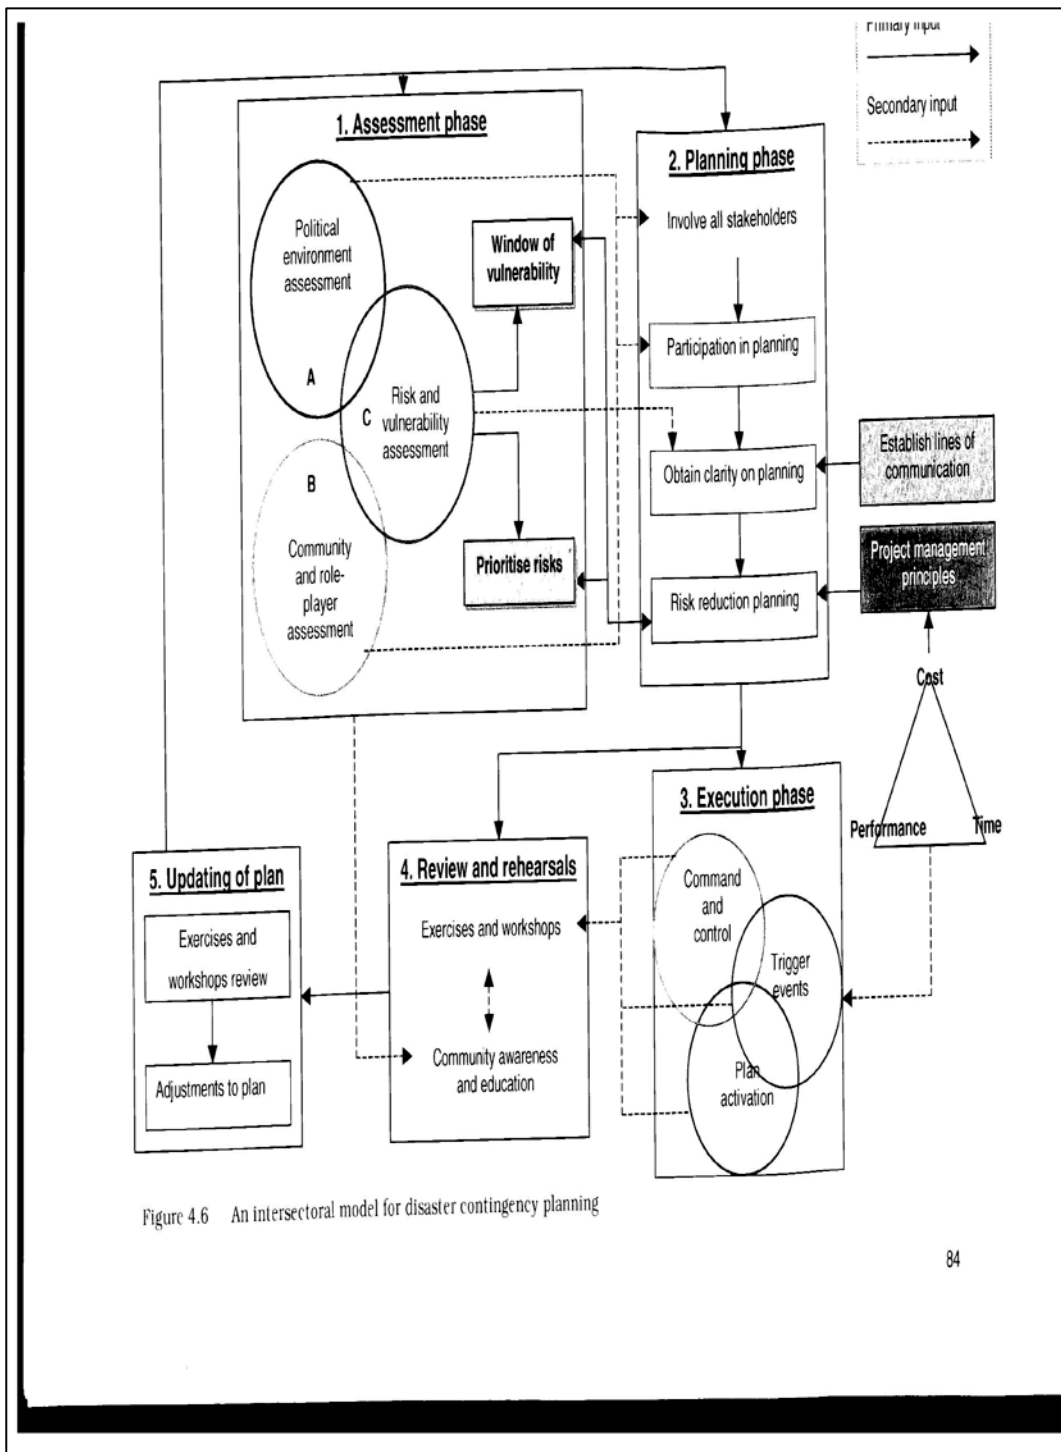 Primary input
Secondary input
1. Assessment phase
Political
environment
assessment
A
Window of
vulnerability
C
Risk and
vulnerability
assessment
B
Community
and role-
player
assessment
Prioritise risks
2. Planning phase
Involve all stakeholders
Participation in planning
Obtain clarity on planning
Risk reduction planning
Establish lines of
communication
Project management
principles
Cost
Performance
Time
3. Execution phase
Command
and
control
Trigger
events
Plan
activation
4. Review and rehearsals
Exercises and workshops
Community awareness
and education
5. Updating of plan
Exercises and
workshops review
Adjustments to plan
Figure 4.6 An intersectoral model for disaster contingency planning
84